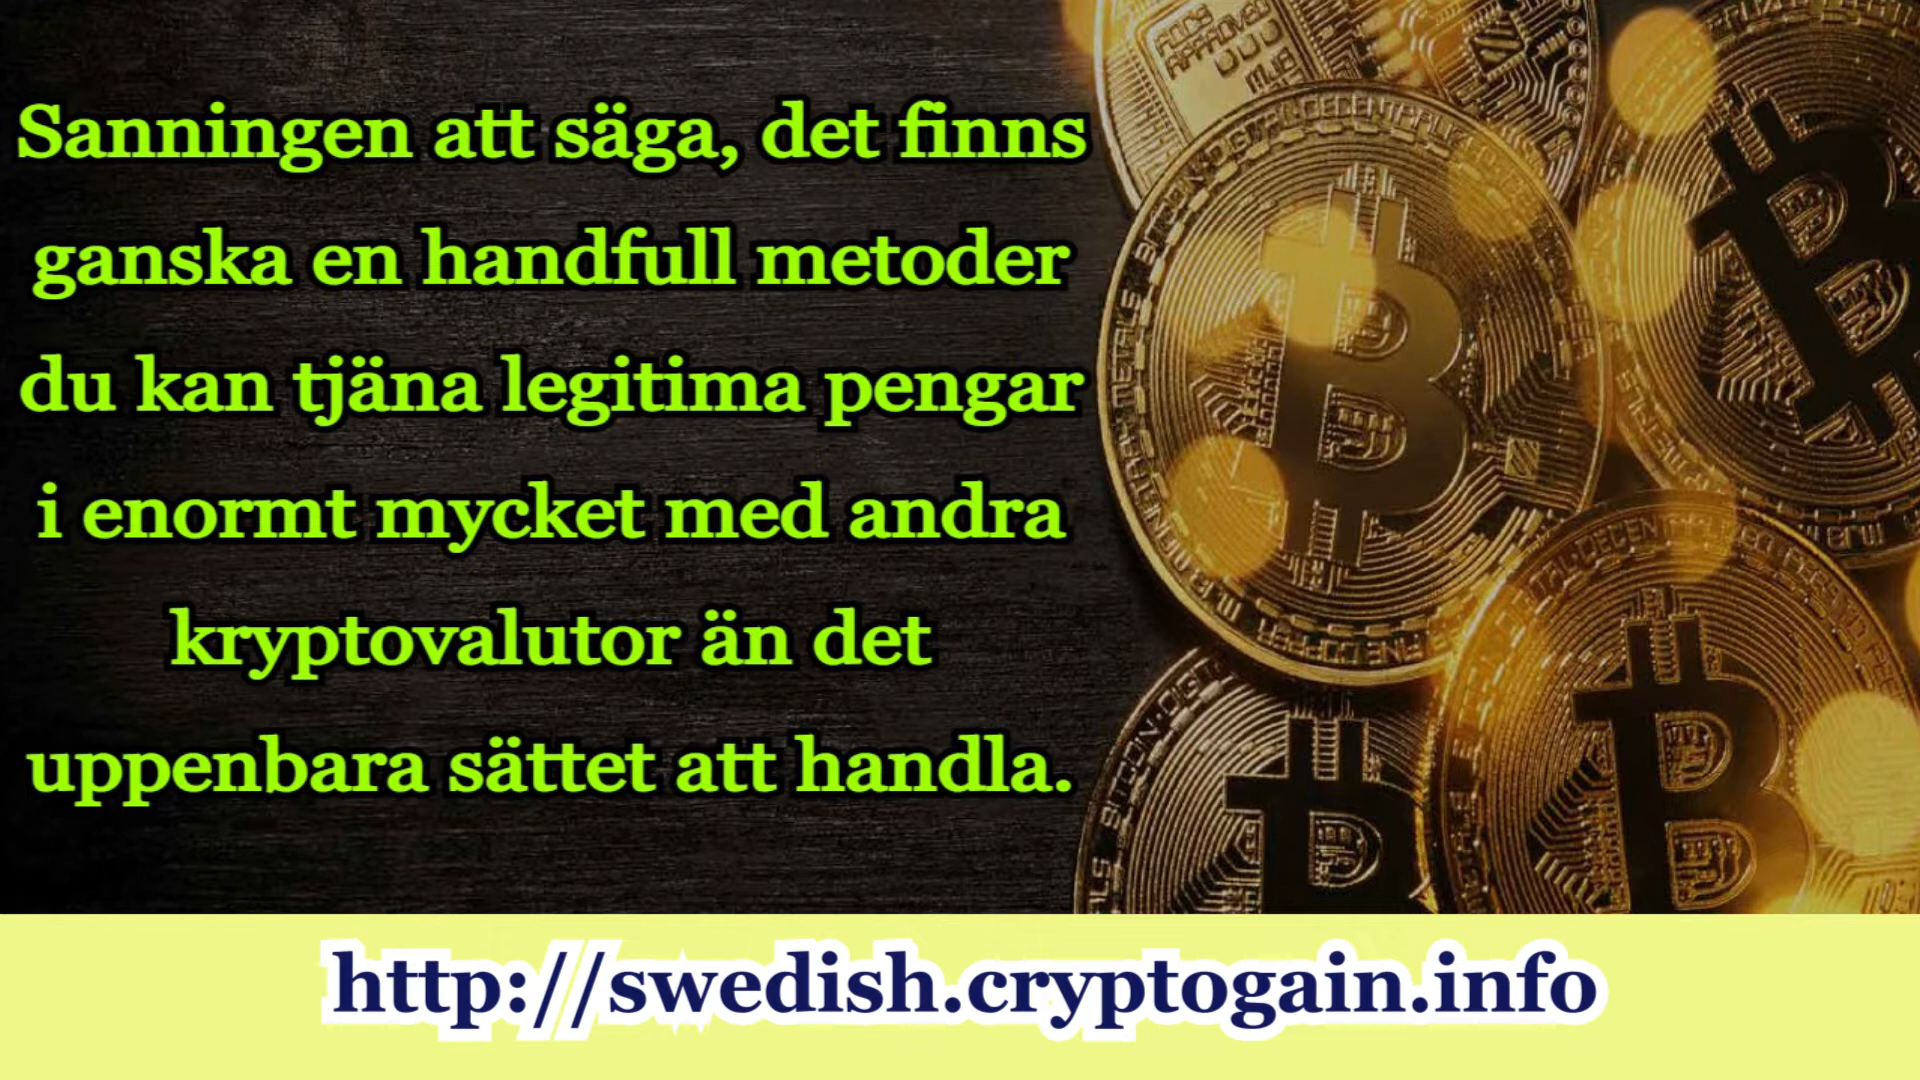 Sanningen att säga, det finns
ganska en handfull metoder
du kan tjäna legitima pengar
i enormt mycket med andra
kryptovalutor än det
uppenbara sättet att handla.
http://swedish.cryptogain.info